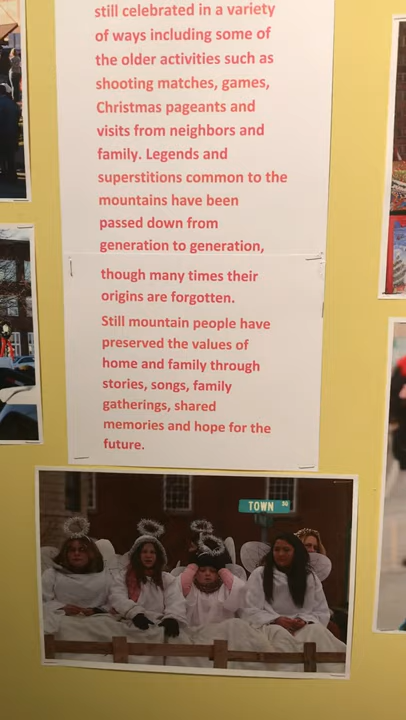 still celebrated in a variety
of ways including some of
the older activities such as
shooting matches, games,
Christmas pageants and
visits from neighbors and
family. Legends and
superstitions common to the
mountains have been
passed down from
generation to generation,
though many times their
origins are forgotten.
Still mountain people have
preserved the values of
home and family through
stories, songs, family
gatherings, shared
memories and hope for the
future.
TOWN SQ